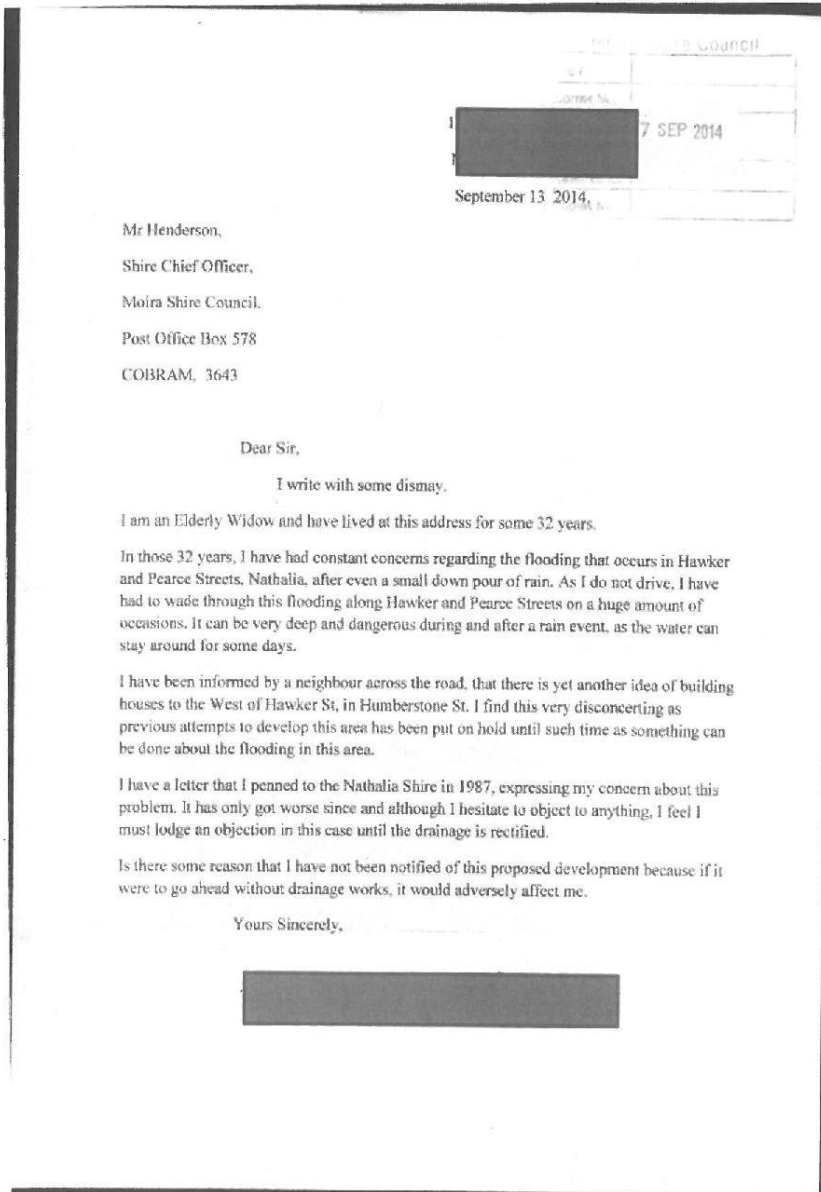 Council
7 SEP 2014
September 13 2014,
Mr Henderson,
Shire Chief Officer,
Moira Shire Council.
Post Office Box 578
COBRAM, 3643
Dear Sir,
I write with some dismay.
I am an Elderly Widow and have lived at this address for some 32 years.
In those 32 years, I have had constant concerns regarding the flooding that occurs in Hawker
and Pearce Streets, Nathalia, after even a small down pour of rain. As I do not drive, I have
had to wade through this flooding along Hawker and Pearce Streets on a huge amount of
occasions. It can be very deep and dangerous during and after a rain event, as the water can
stay around for some days.
I have been informed by a neighbour across the road, that there is yet another idea of building
houses to the West of Hawker St, in Humberstone St. I find this very disconcerting as
previous attempts to develop this area has been put on hold until such time as something can
be done about the flooding in this area.
I have a letter that I penned to the Nathalia Shire in 1987, expressing my concern about this
problem. It has only got worse since and although I hesitate to object to anything, I feel I
must lodge an objection in this case until the drainage is rectified.
Is there some reason that I have not been notified of this proposed development because if it
were to go ahead without drainage works, it would adversely affect me.
Yours Sincerely,